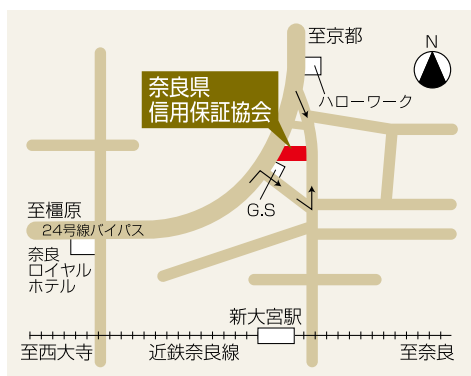 至京都
N
奈良県
信用保証協会
ハローワーク
G.S
至橿原
24号線バイパス
奈良
ロイヤル
ホテル
新大宮駅
至西大寺
近鉄奈良線
至奈良